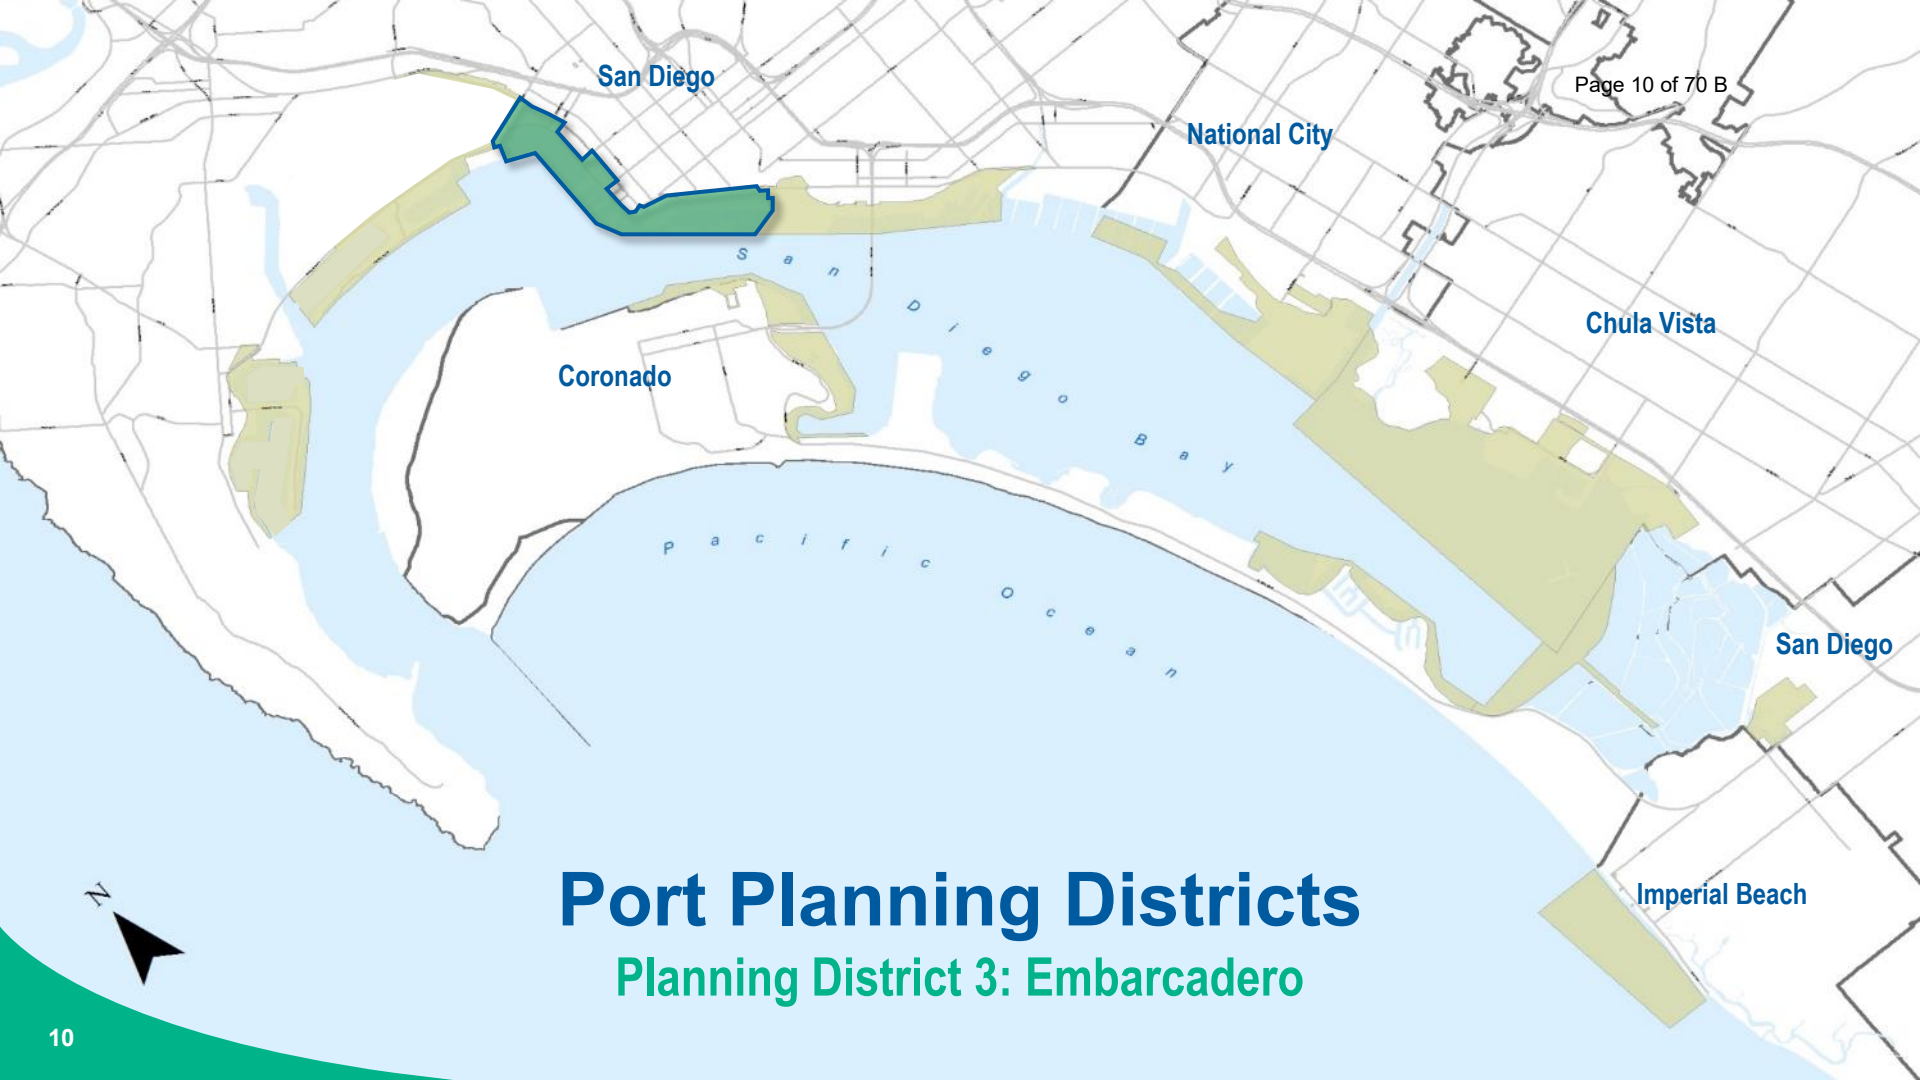 San Diego
Page 10 of 70 B
National City
San Diego Bay
Chula Vista
Coronado
Pacific Ocean
San Diego
Port Planning Districts
Imperial Beach
N
Planning District 3: Embarcadero
10